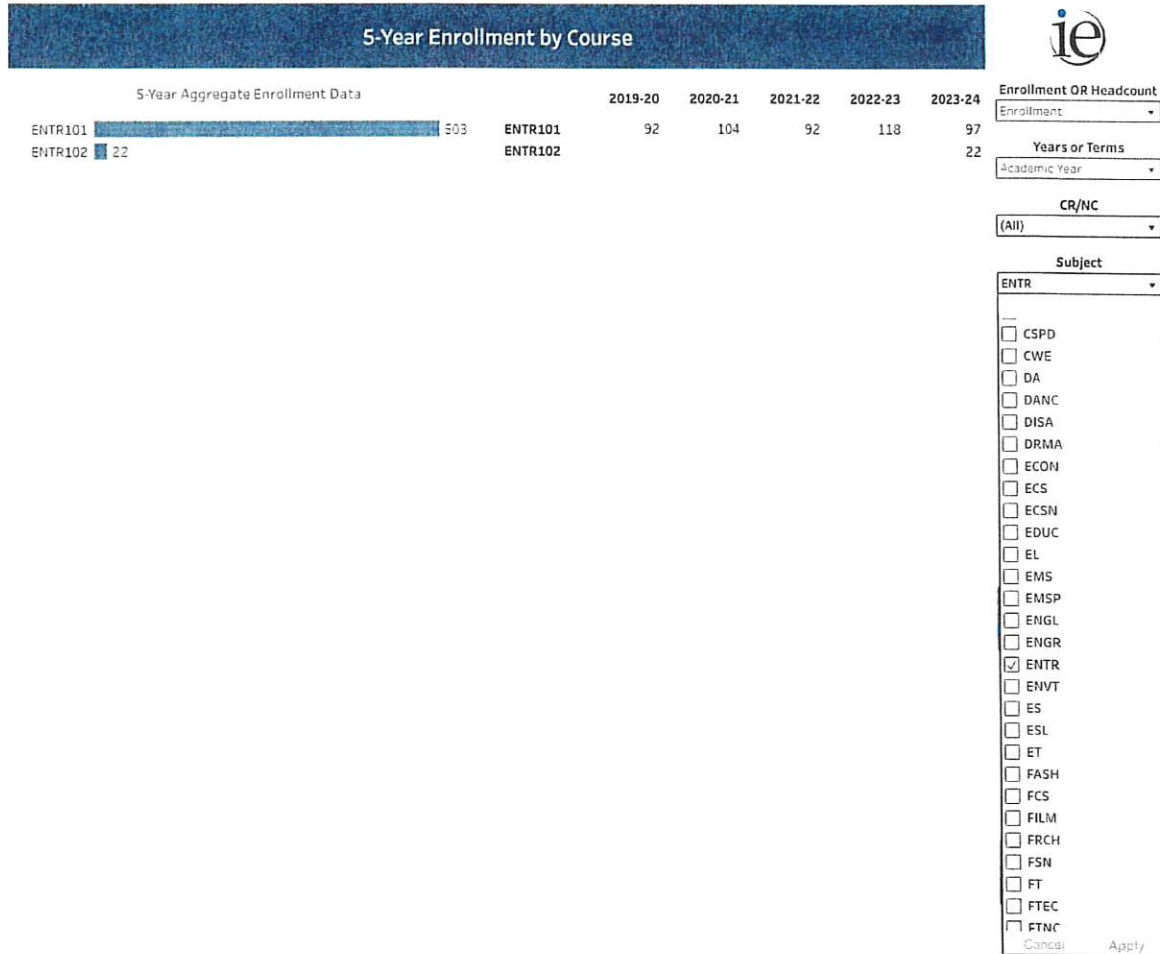 5-Year Enrollment by Course
ie
5-Year Aggregate Enrollment Data
ENTR101 503
ENTR102 22
2019-20 2020-21 2021-22 2022-23 2023-24
ENTR101 92 104 92 118 97
ENTR102 22
Enrollment OR Headcount
Enrollment
Years or Terms
Academic Year
CR/NC
(All)
Subject
ENTR
CSPD
CWE
DA
DANC
DISA
DRMA
ECON
ECS
ECSN
EDUC
EL
EMS
EMSP
ENGL
ENGR
ENTR
ENVT
ES
ESL
ET
FASH
FCS
FILM
FRCH
FSN
FT
FTEC
FTNC
Cancel Apply